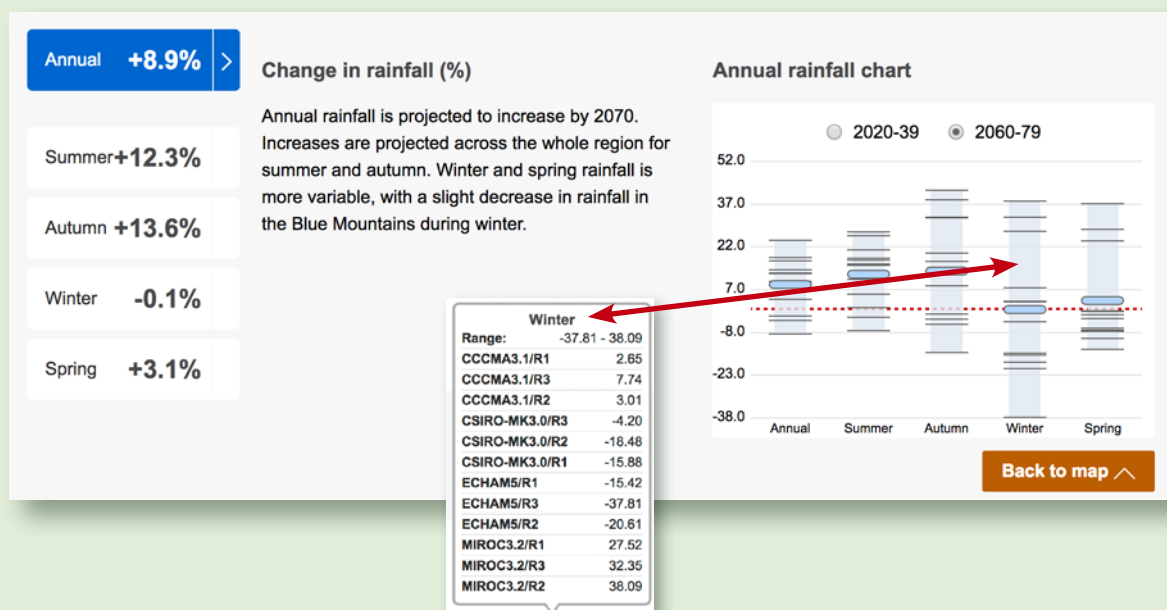 Annual +8.9%
Summer+12.3%
Autumn +13.6%
Winter -0.1%
Spring +3.1%
Change in rainfall (%)
Annual rainfall is projected to increase by 2070.
Increases are projected across the whole region for
summer and autumn. Winter and spring rainfall is
more variable, with a slight decrease in rainfall in
the Blue Mountains during winter.
Annual rainfall chart
2020-39 2060-79
52.0
37.0
22.0
7.0
-8.0
-23.0
-38.0
Annual Summer Autumn Winter Spring
Back to map
Winter
Range: -37.81 - 38.09
CCCMA3.1/R1 2.65
CCCMA3.1/R3 7.74
CCCMA3.1/R2 3.01
CSIRO-MK3.0/R3 -4.20
CSIRO-MK3.0/R2 -18.48
CSIRO-MK3.0/R1 -15.88
ECHAM5/R1 -15.42
ECHAM5/R3 -37.81
ECHAM5/R2 -20.61
MIROC3.2/R1 27.52
MIROC3.2/R3 32.35
MIROC3.2/R2 38.09